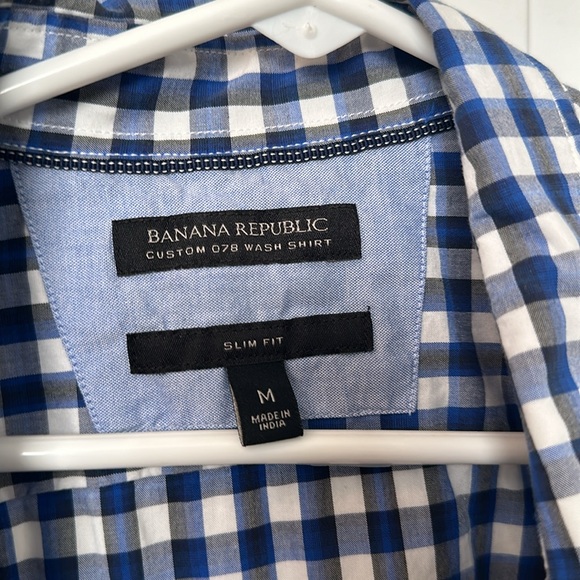 BANANA REPUBLIC
CUSTOM 078 WASH SHIRT
SLIM FIT
M
MADE IN
INDIA